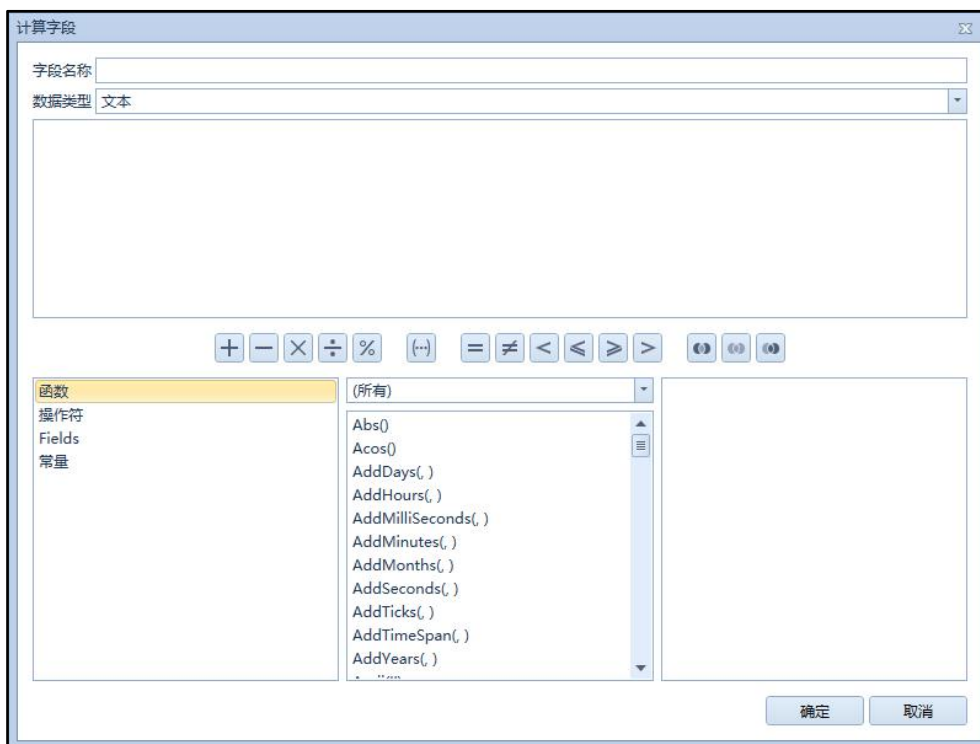 计算字段
字段名称
数据类型 文本
+ − × ÷ % (···) = ≠ < ⩽ ⩾ >
函数
操作符
Fields
常量
(所有)
Abs()
Acos()
AddDays(, )
AddHours(, )
AddMilliSeconds(, )
AddMinutes(, )
AddMonths(, )
AddSeconds(, )
AddTicks(, )
AddTimeSpan(, )
AddYears(, )
确定 取消